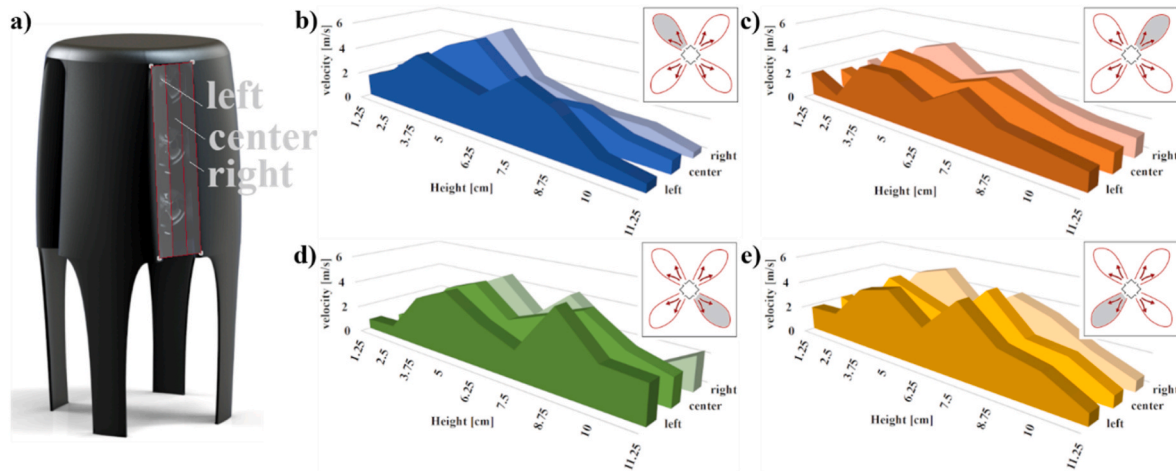 a)
left
center
right
b)
velocity [m/s]
6
4
2
0
1.25
2.5
3.75
5
6.25
7.5
8.75
10
11.25
Height [cm]
right
center
left
c)
velocity [m/s]
6
4
2
0
1.25
2.5
3.75
5
6.25
7.5
8.75
10
11.25
Height [cm]
right
center
left
d)
velocity [m/s]
6
4
2
0
1.25
2.5
3.75
5
6.25
7.5
8.75
10
11.25
Height [cm]
right
center
left
e)
velocity [m/s]
6
4
2
0
1.25
2.5
3.75
5
6.25
7.5
8.75
10
11.25
Height [cm]
right
center
left